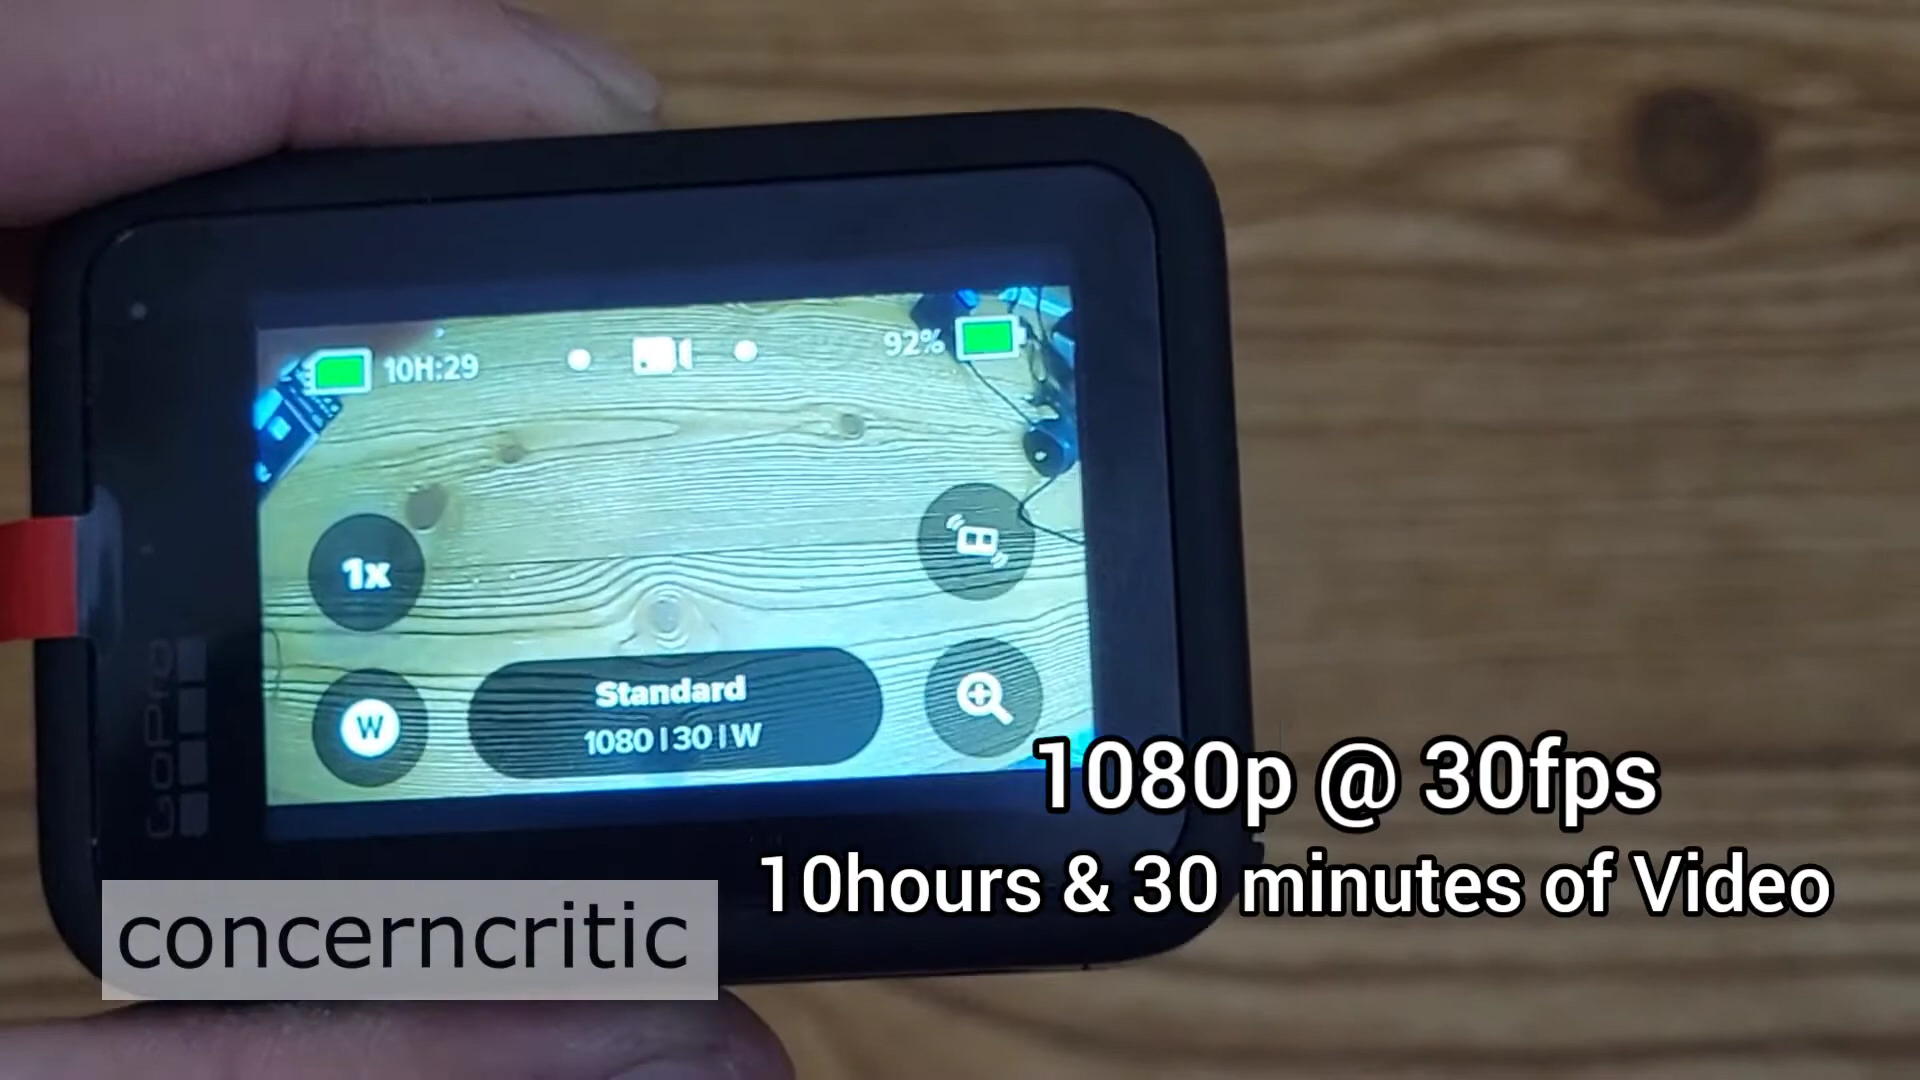 10H:29
92%
1x
W
Standard
1080 | 30 | W
GoPro
1080p @ 30fps
10hours & 30 minutes of Video
concerncritic